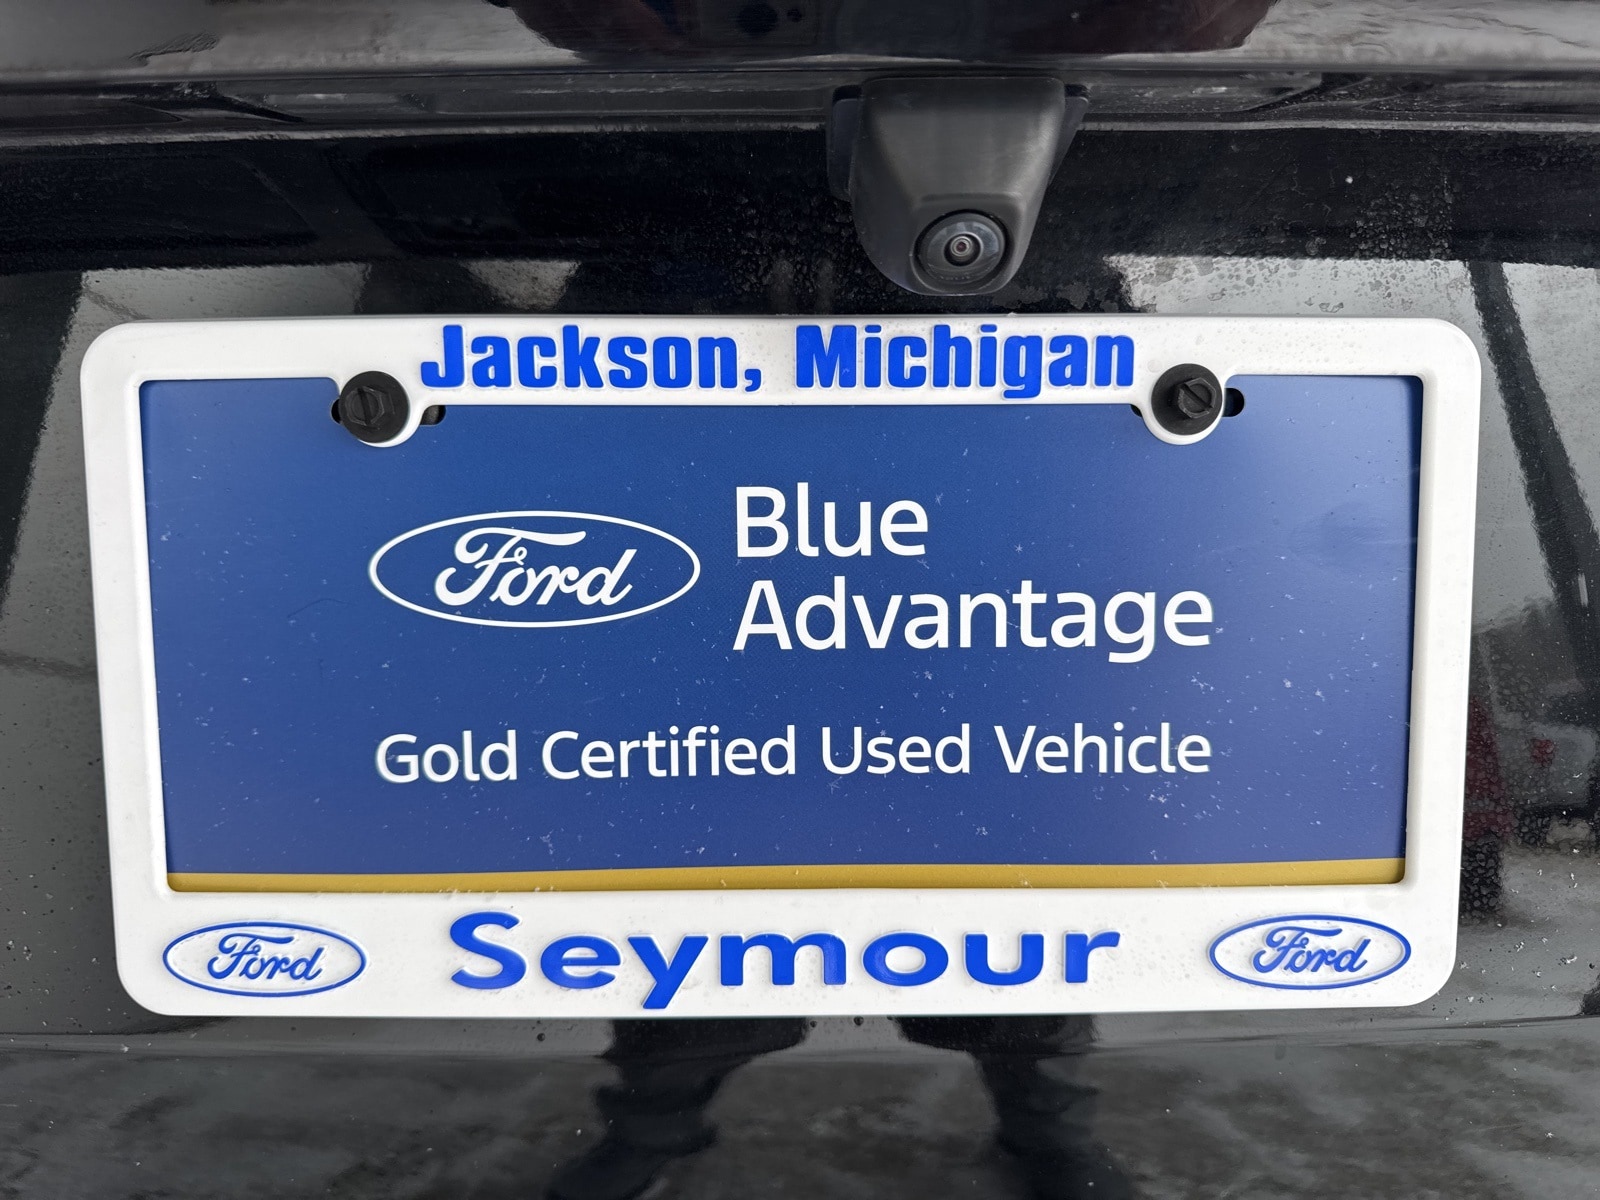 Jackson, Michigan
Ford
Blue
Advantage
Gold Certified Used Vehicle
Ford Seymour Ford